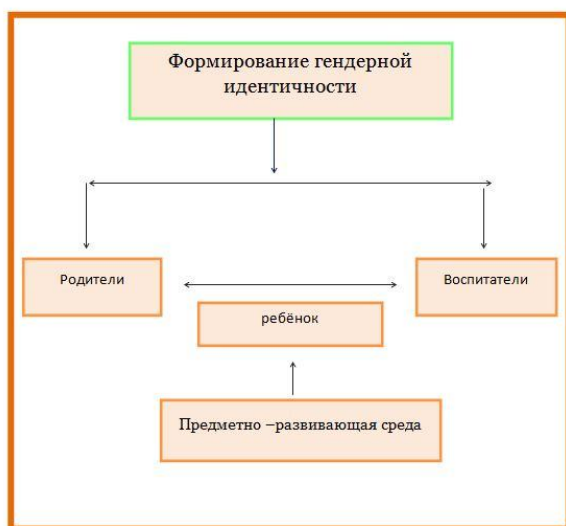 Формирование гендерной
идентичности
Родители
Воспитатели
ребёнок
Предметно –развивающая среда